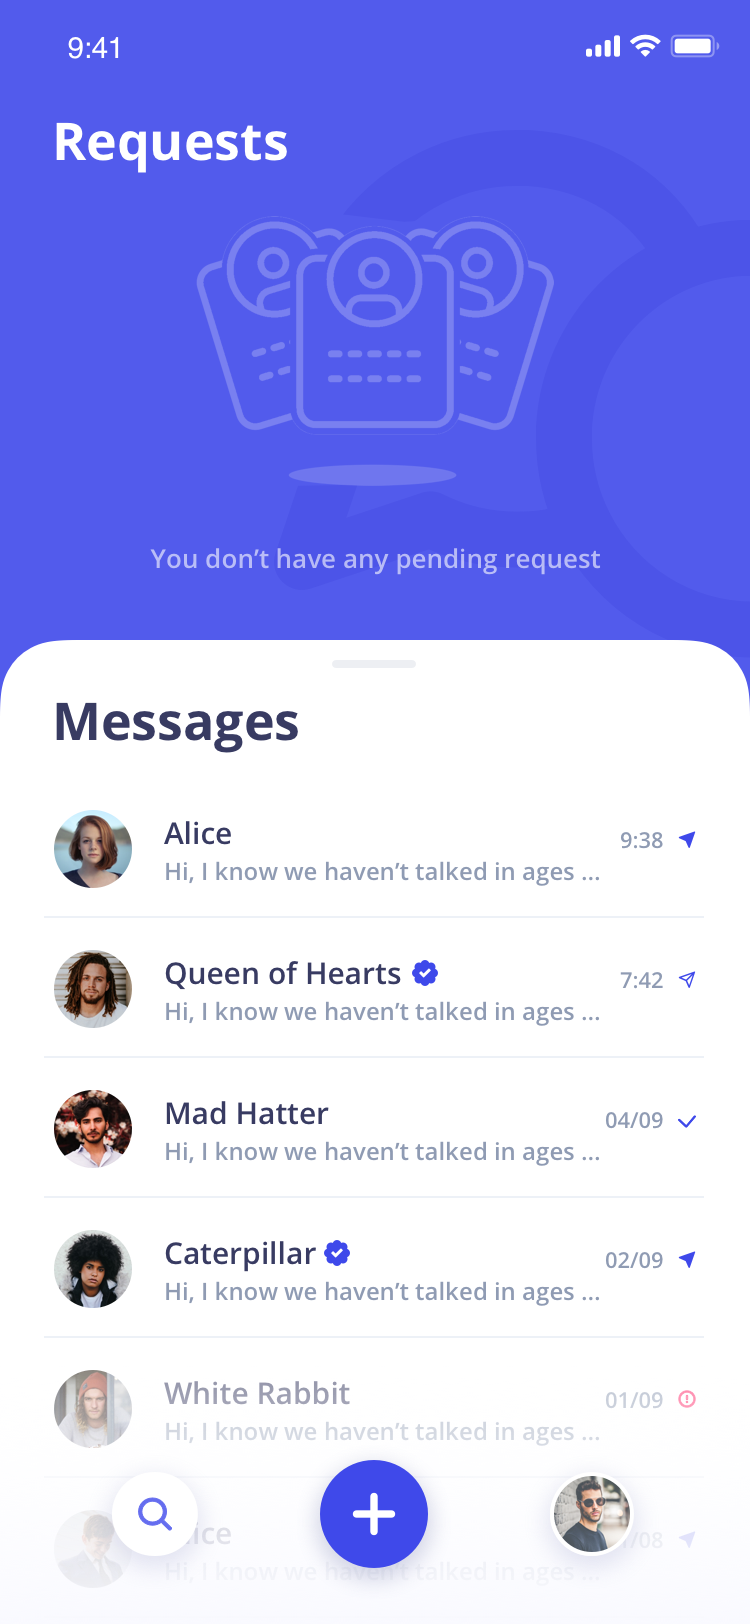 9:41
Requests
You don’t have any pending request
Messages
Alice
9:38
Hi, I know we haven’t talked in ages ...
Queen of Hearts
7:42
Hi, I know we haven’t talked in ages ...
Mad Hatter
04/09
Hi, I know we haven’t talked in ages ...
Caterpillar
02/09
Hi, I know we haven’t talked in ages ...
White Rabbit
01/09
Hi, I know we haven’t talked in ages ...
lice
/08
Hi, I know we haven’t talked in ages ...